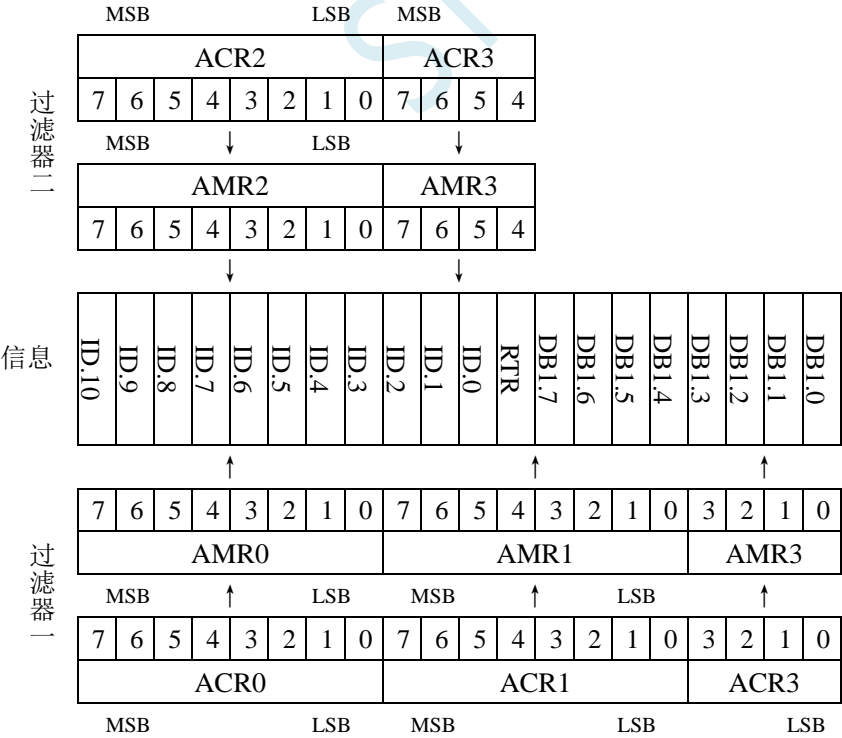 MSB LSB MSB
ACR2 ACR3
7 6 5 4 3 2 1 0 7 6 5 4
过滤器二
MSB LSB
AMR2 AMR3
7 6 5 4 3 2 1 0 7 6 5 4
信息
ID.10 ID.9 ID.8 ID.7 ID.6 ID.5 ID.4 ID.3 ID.2 ID.1 ID.0 RTR DB1.7 DB1.6 DB1.5 DB1.4 DB1.3 DB1.2 DB1.1 DB1.0
7 6 5 4 3 2 1 0 7 6 5 4 3 2 1 0 3 2 1 0
AMR0 AMR1 AMR3
过滤器一
MSB LSB MSB LSB
7 6 5 4 3 2 1 0 7 6 5 4 3 2 1 0 3 2 1 0
ACR0 ACR1 ACR3
MSB LSB MSB LSB LSB